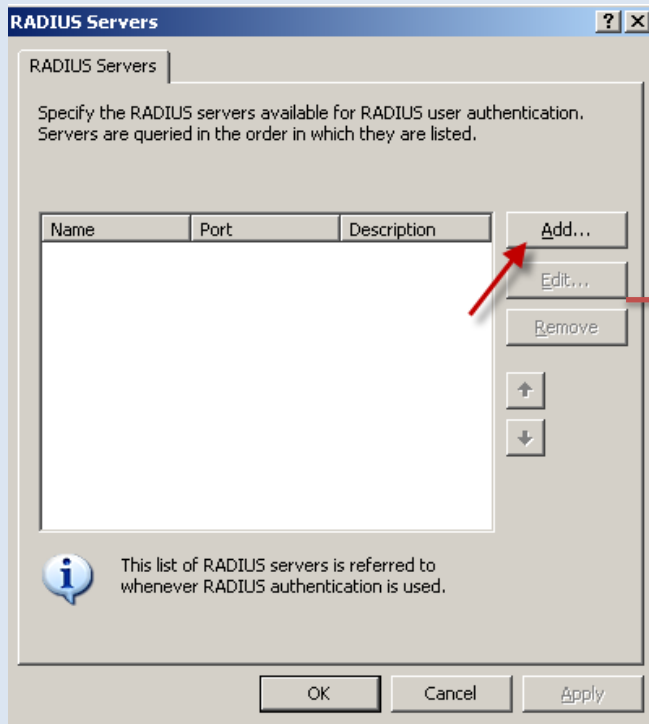 RADIUS Servers
RADIUS Servers
Specify the RADIUS servers available for RADIUS user authentication.
Servers are queried in the order in which they are listed.
Name Port Description
Add...
Edit...
Remove
This list of RADIUS servers is referred to
whenever RADIUS authentication is used.
OK Cancel Apply